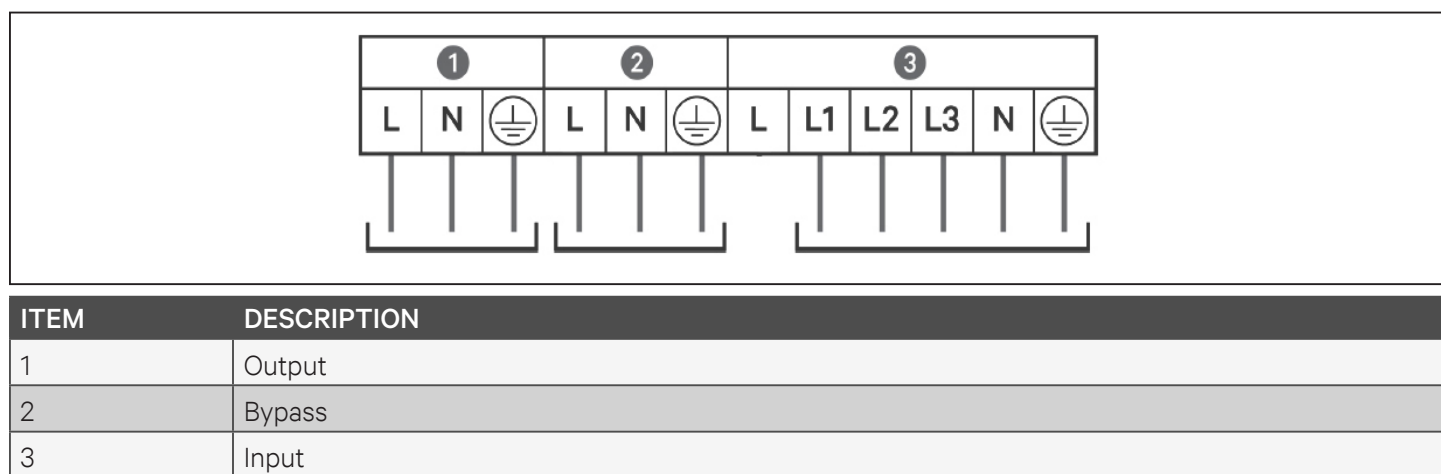 1 2 3
L N L N L L1 L2 L3 N
ITEM DESCRIPTION
1 Output
2 Bypass
3 Input